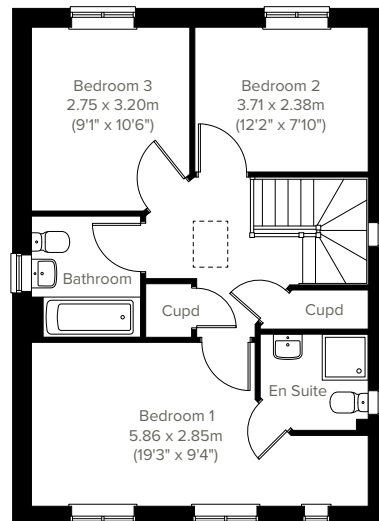 Bedroom 3
2.75 x 3.20m
(9'1" x 10'6")
Bedroom 2
3.71 x 2.38m
(12'2" x 7'10")
Bathroom
Cupd
Cupd
En Suite
Bedroom 1
5.86 x 2.85m
(19'3" x 9'4")